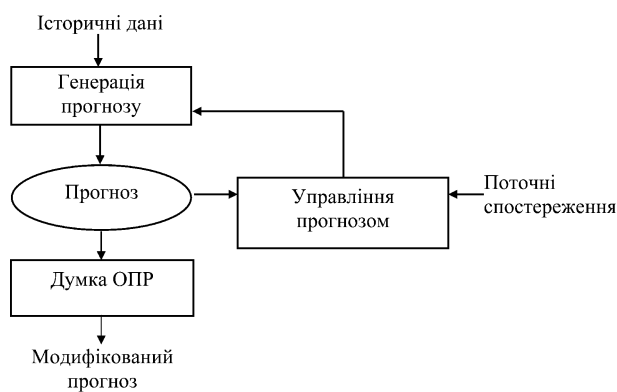 Історичні дані
Генерація
прогнозу
Прогноз
Управління
прогнозом
Поточні
спостереження
Думка ОПР
Модифікований
прогноз